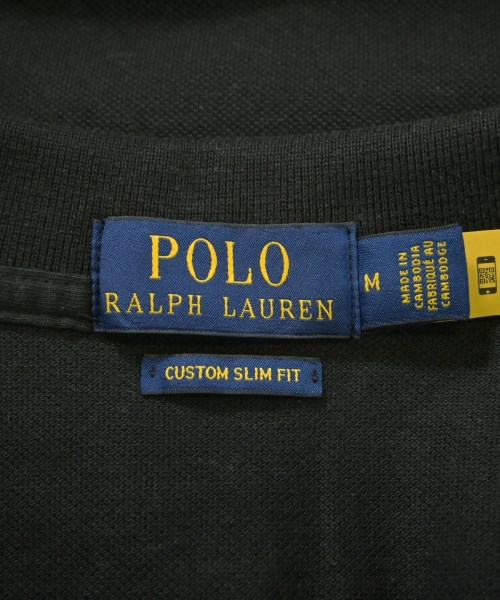 POLO
RALPH LAUREN
M
MADE IN
CAMBODIA
FABRIQUÉ AU
CAMBODGE
CUSTOM SLIM FIT